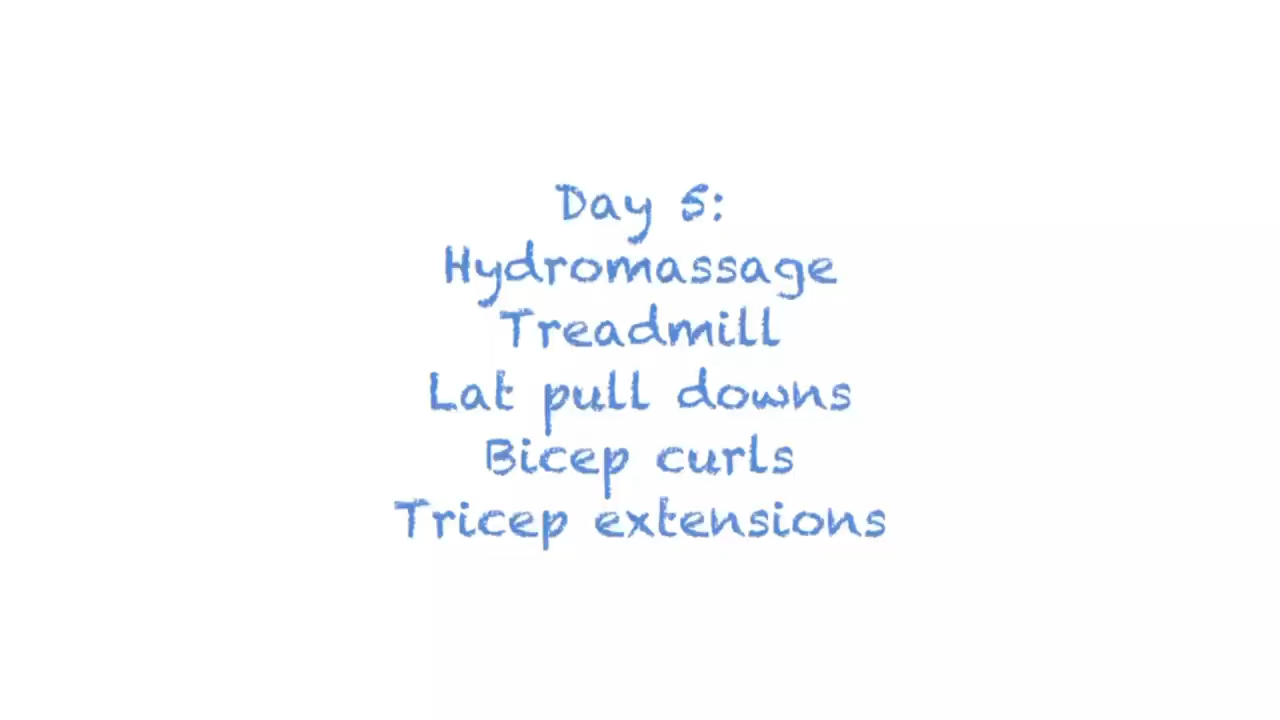 Day 5:
Hydromassage
Treadmill
Lat pull downs
Bicep curls
Tricep extensions